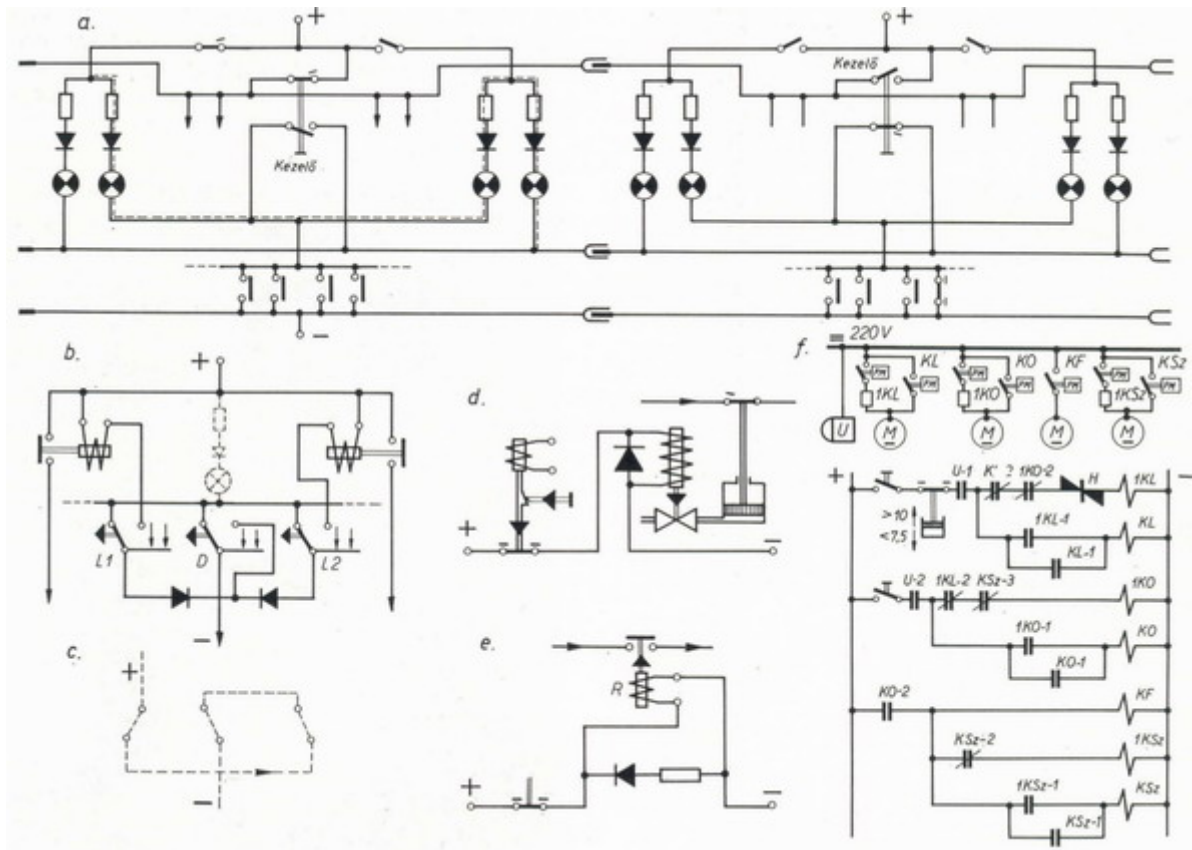 a.
+
+
Kezelő
Kezelő
−
b.
+
L1
D
L2
−
c.
+
−
d.
+
−
e.
R
+
−
f.
220V
KL
KO
KF
KSz
1KL
1KO
1KSz
U
M
M
M
M
+
−
U-1
1KO-2
H
1KL
>10
<7,5
1KL-1
KL
KL-1
U-2
1KL-2
KSz-3
1KO
1KO-1
KO
KO-1
KO-2
KF
KSz-2
1KSz
1KSz-1
KSz
KSz-1